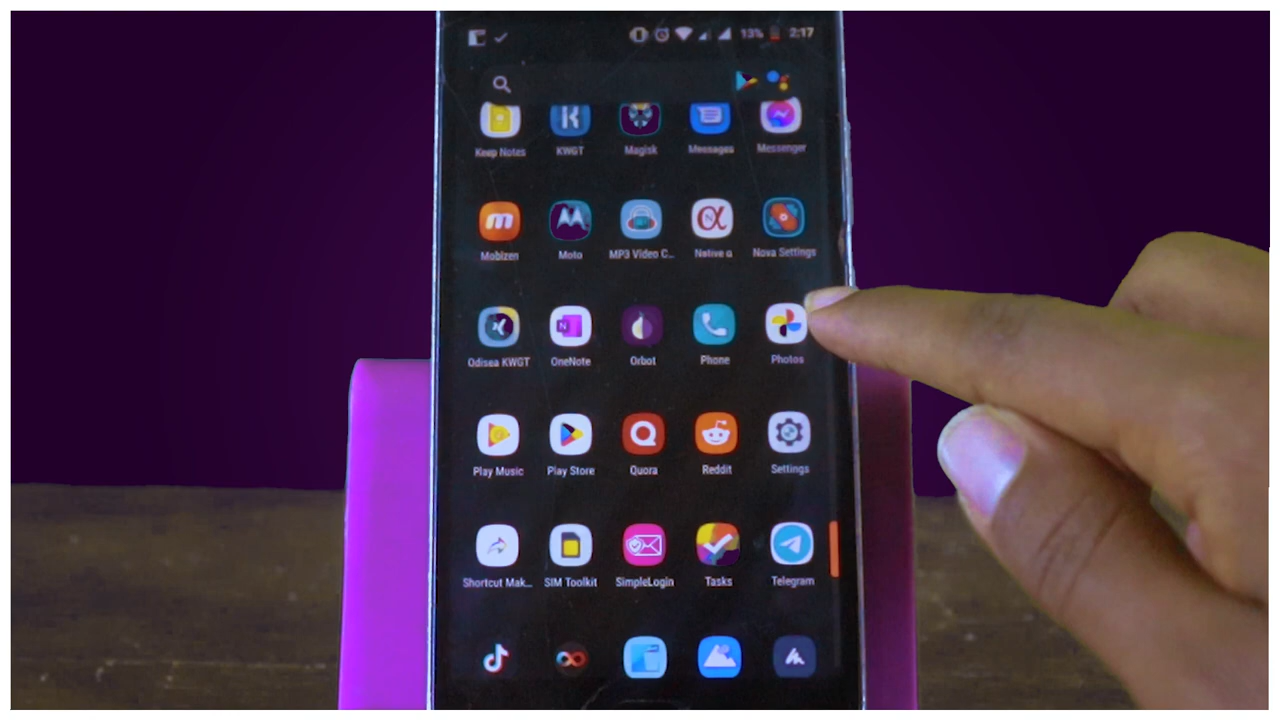 13% 2:17
Keep Notes KWGT Magisk Messages Messenger
Mobizen Moto MP3 Video C... Native α Nova Settings
Odisea KWGT OneNote Orbot Phone Photos
Play Music Play Store Quora Reddit Settings
Shortcut Mak... SIM Toolkit SimpleLogin Tasks Telegram